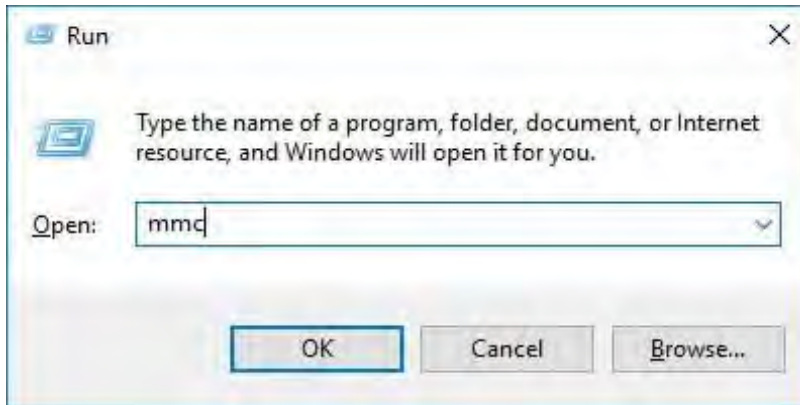 Run
Type the name of a program, folder, document, or Internet
resource, and Windows will open it for you.
Open: mmc
OK Cancel Browse...